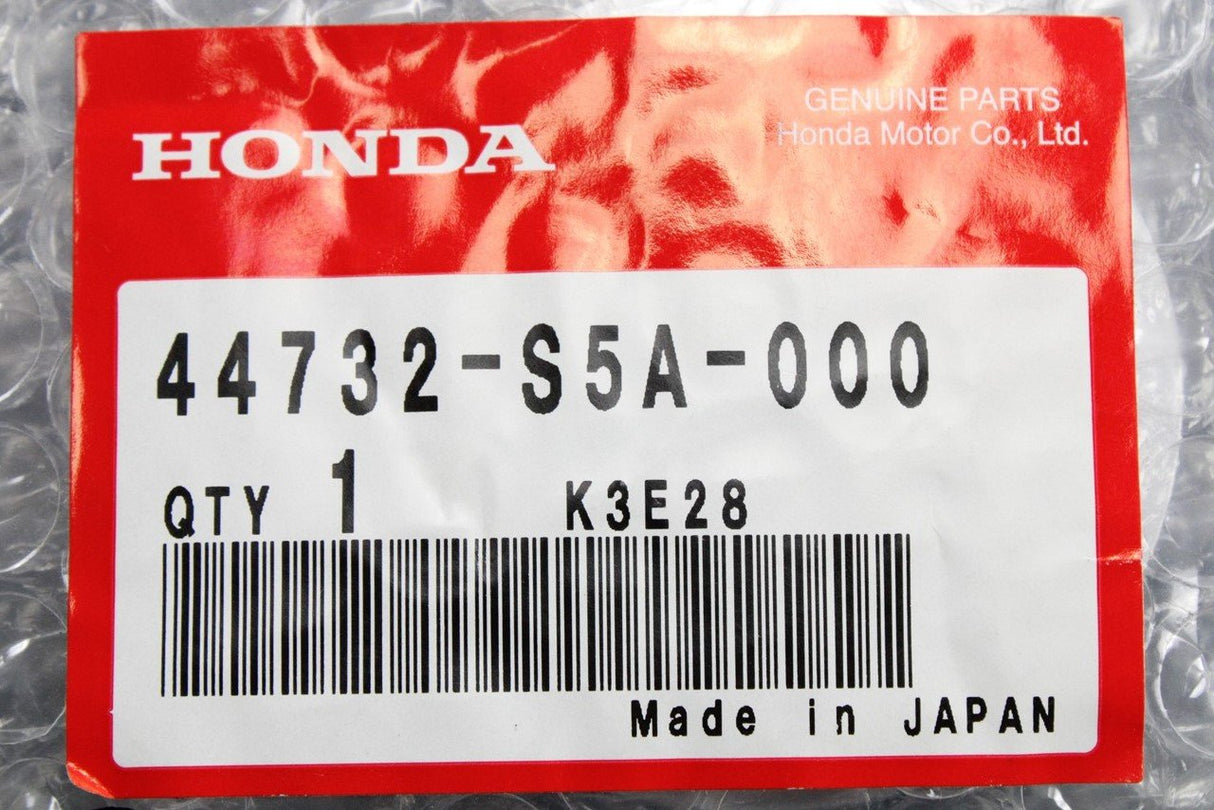 GENUINE PARTS
HONDA
Honda Motor Co., Ltd.
44732-S5A-000
QTY 1 K3E28
Made in JAPAN